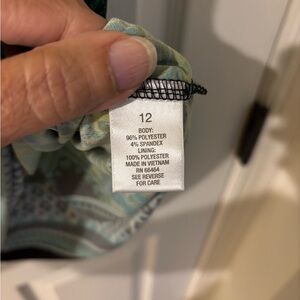 12
BODY:
96% POLYESTER
4% SPANDEX
LINING:
100% POLYESTER
MADE IN VIETNAM
RN 66464
SEE REVERSE
FOR CARE